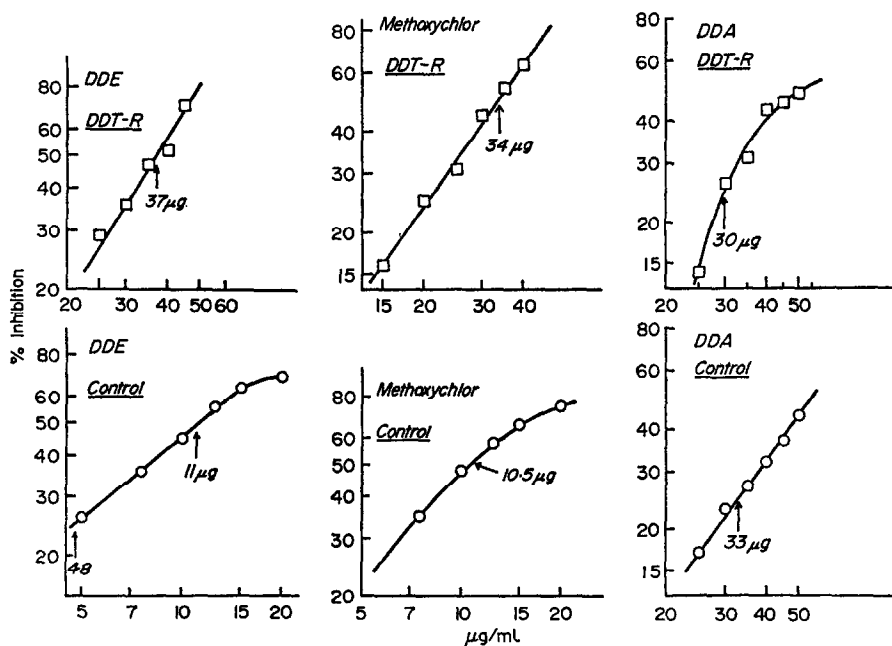 DDE
DDT-R
80
70
60
50
40
30
20
37μg.
20 30 40 50 60
Methoxychlor
DDT-R
80
60
40
30
20
15
34μg
15 20 30 40
DDA
DDT-R
80
60
40
30
20
15
30μg
20 30 40 50
% Inhibition
DDE
Control
80
60
50
40
30
20
11μg
48
5 7 10 15 20
Methoxychlor
Control
80
60
50
40
30
20
10·5μg
5 7 10 15 20
μg/ml
DDA
Control
80
60
40
30
20
15
33μg
20 30 40 50